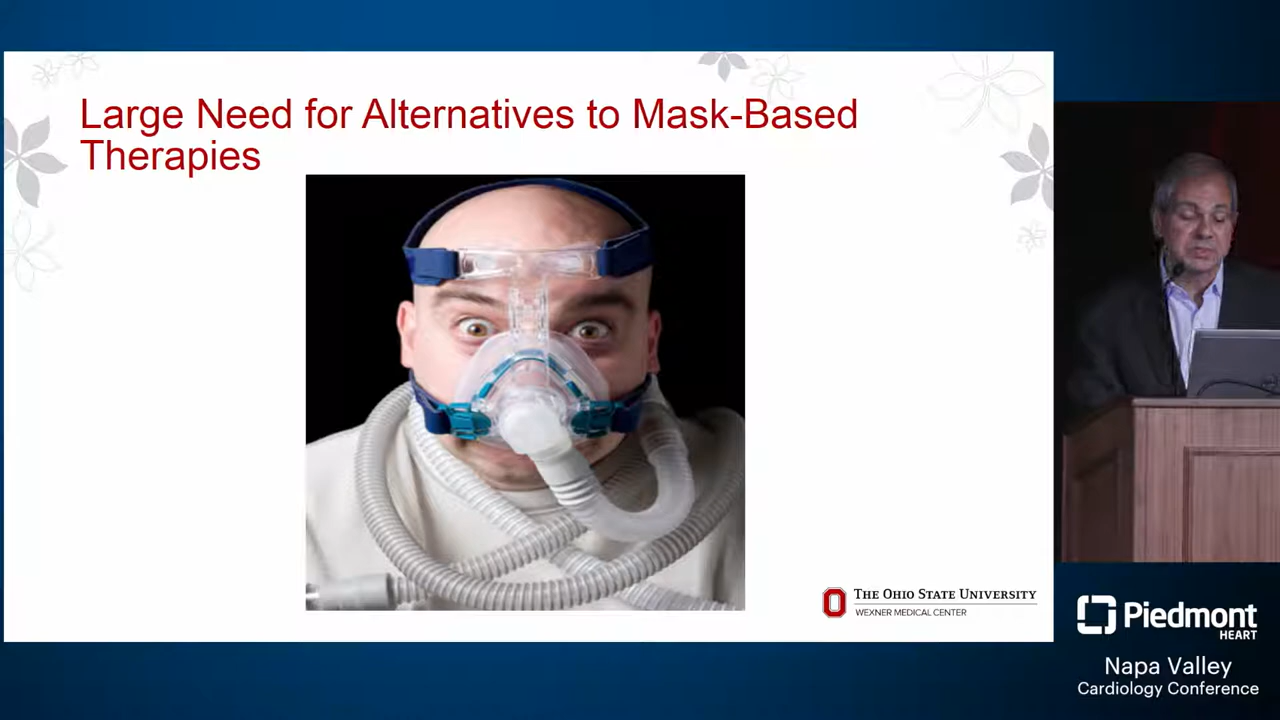 Large Need for Alternatives to Mask-Based
Therapies
THE OHIO STATE UNIVERSITY
WEXNER MEDICAL CENTER
Piedmont
HEART
Napa Valley
Cardiology Conference